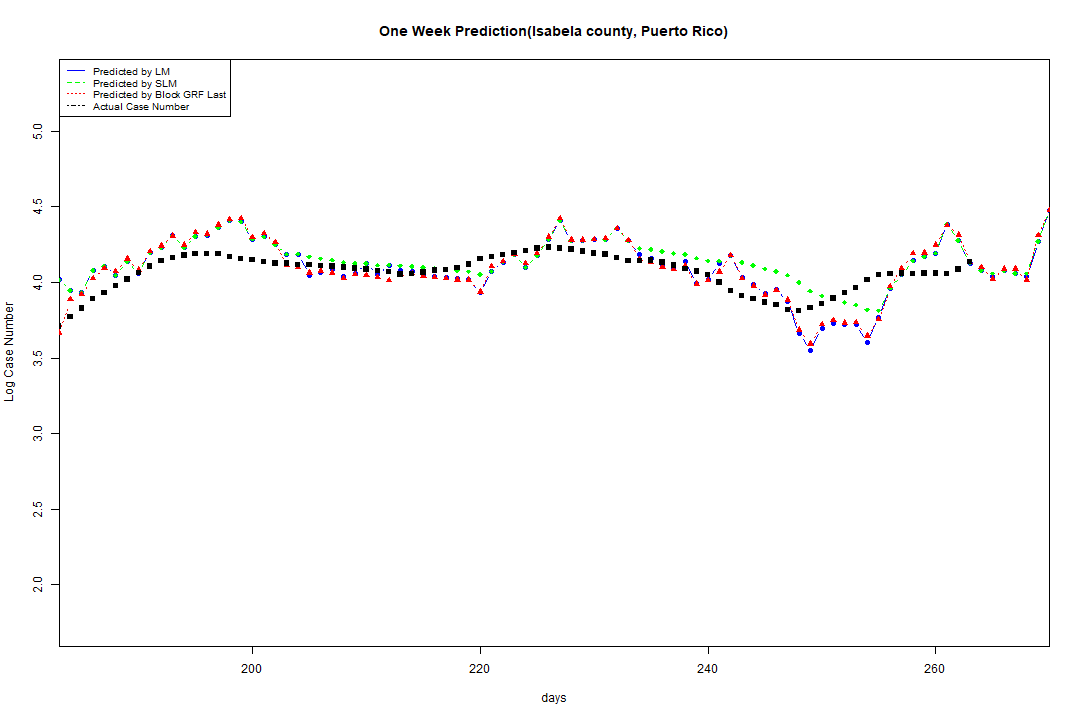 One Week Prediction(Isabela county, Puerto Rico)
Predicted by LM
Predicted by SLM
Predicted by Block GRF Last
Actual Case Number
5.0
4.5
4.0
3.5
3.0
2.5
2.0
Log Case Number
200 220 240 260
days